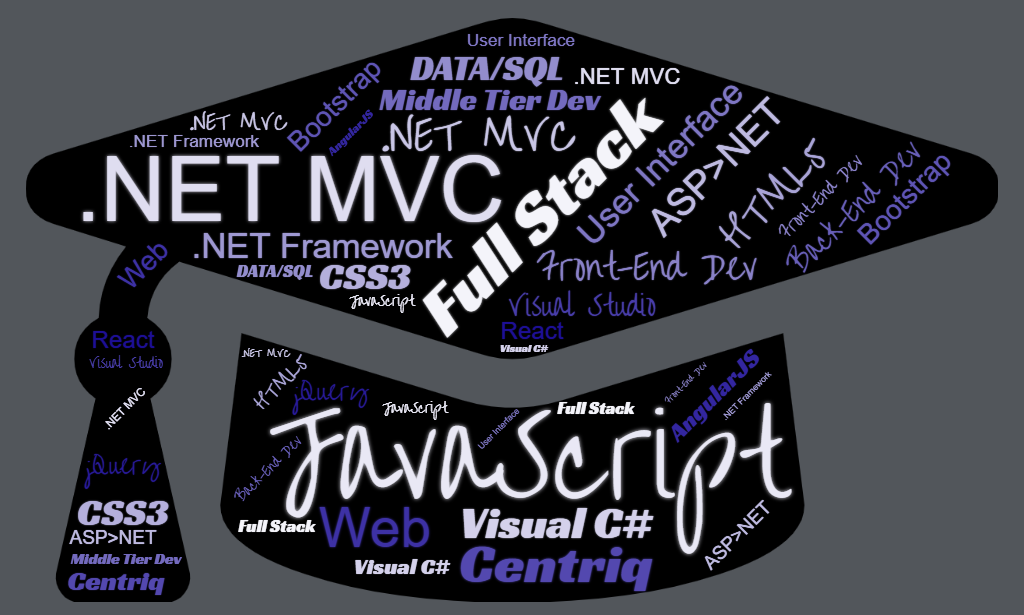 User Interface
DATA/SQL
.NET MVC
Bootstrap
Middle Tier Dev
AngularJS
.NET MVC
.NET Framework
.NET MVC
Full Stack
User Interface
ASP>NET
HTML5
Front-End Dev
Back-End Dev
Bootstrap
.NET MVC
.NET Framework
Web
DATA/SQL
CSS3
JavaScript
Front-End Dev
Visual Studio
React
Visual C#
React
Visual Studio
.NET MVC
jQuery
CSS3
ASP>NET
Middle Tier Dev
Centriq
.NET MVC
HTML5
jQuery
JavaScript
User Interface
Full Stack
Front-End Dev
AngularJS
.NET Framework
JavaScript
Back-End Dev
Full Stack
Web
Visual C#
ASP>NET
Visual C#
Centriq